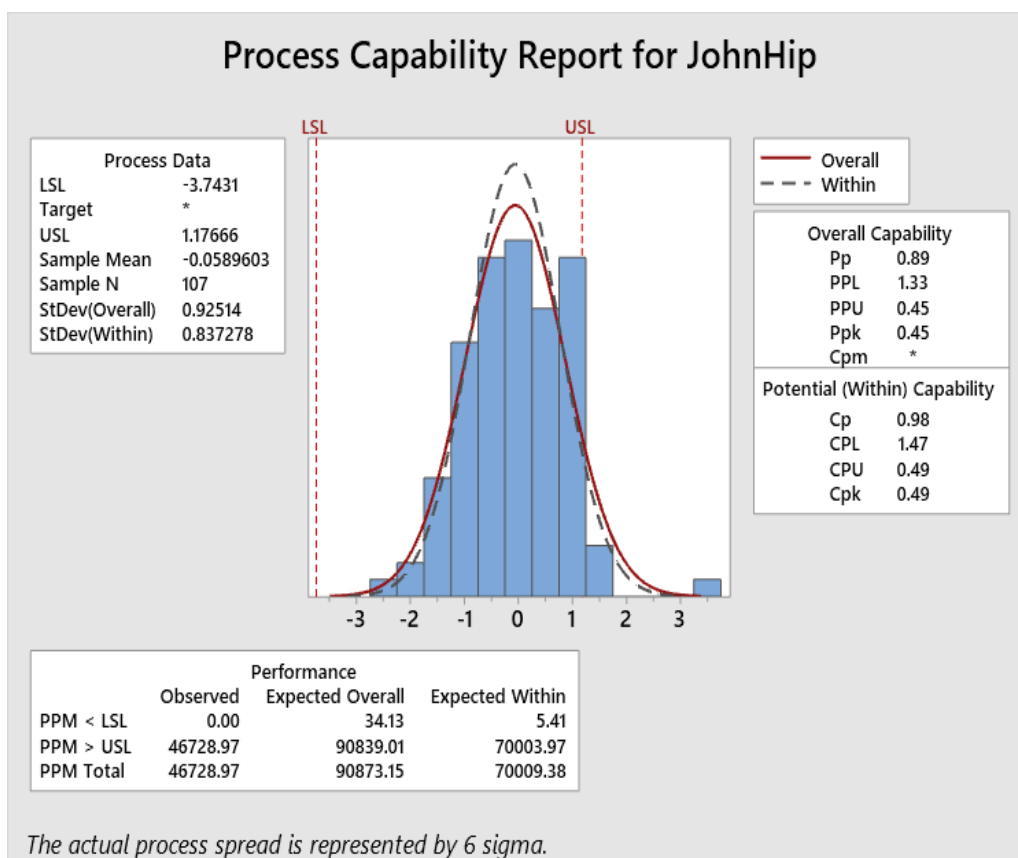 Process Capability Report for JohnHip
LSL USL
Process Data
LSL -3.7431
Target *
USL 1.17666
Sample Mean -0.0589603
Sample N 107
StDev(Overall) 0.92514
StDev(Within) 0.837278
Overall
Within
Overall Capability
Pp 0.89
PPL 1.33
PPU 0.45
Ppk 0.45
Cpm *
Potential (Within) Capability
Cp 0.98
CPL 1.47
CPU 0.49
Cpk 0.49
-3 -2 -1 0 1 2 3
Performance
Observed Expected Overall Expected Within
PPM < LSL 0.00 34.13 5.41
PPM > USL 46728.97 90839.01 70003.97
PPM Total 46728.97 90873.15 70009.38
The actual process spread is represented by 6 sigma.